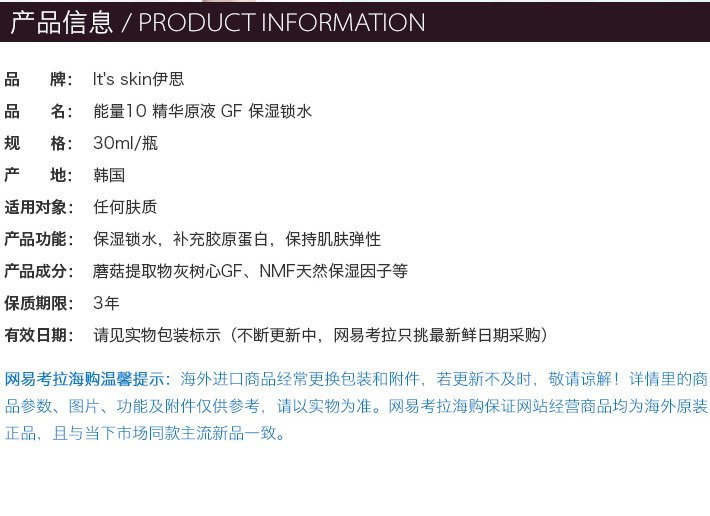 产品信息 / PRODUCT INFORMATION
品 牌： It's skin伊思
品 名： 能量10 精华原液 GF 保湿锁水
规 格： 30ml/瓶
产 地： 韩国
适用对象： 任何肤质
产品功能： 保湿锁水，补充胶原蛋白，保持肌肤弹性
产品成分： 蘑菇提取物灰树心GF、NMF天然保湿因子等
保质期限： 3年
有效日期： 请见实物包装标示（不断更新中，网易考拉只挑最新鲜日期采购）
网易考拉海购温馨提示：海外进口商品经常更换包装和附件，若更新不及时，敬请谅解！详情里的商
品参数、图片、功能及附件仅供参考，请以实物为准。网易考拉海购保证网站经营商品均为海外原装
正品，且与当下市场同款主流新品一致。